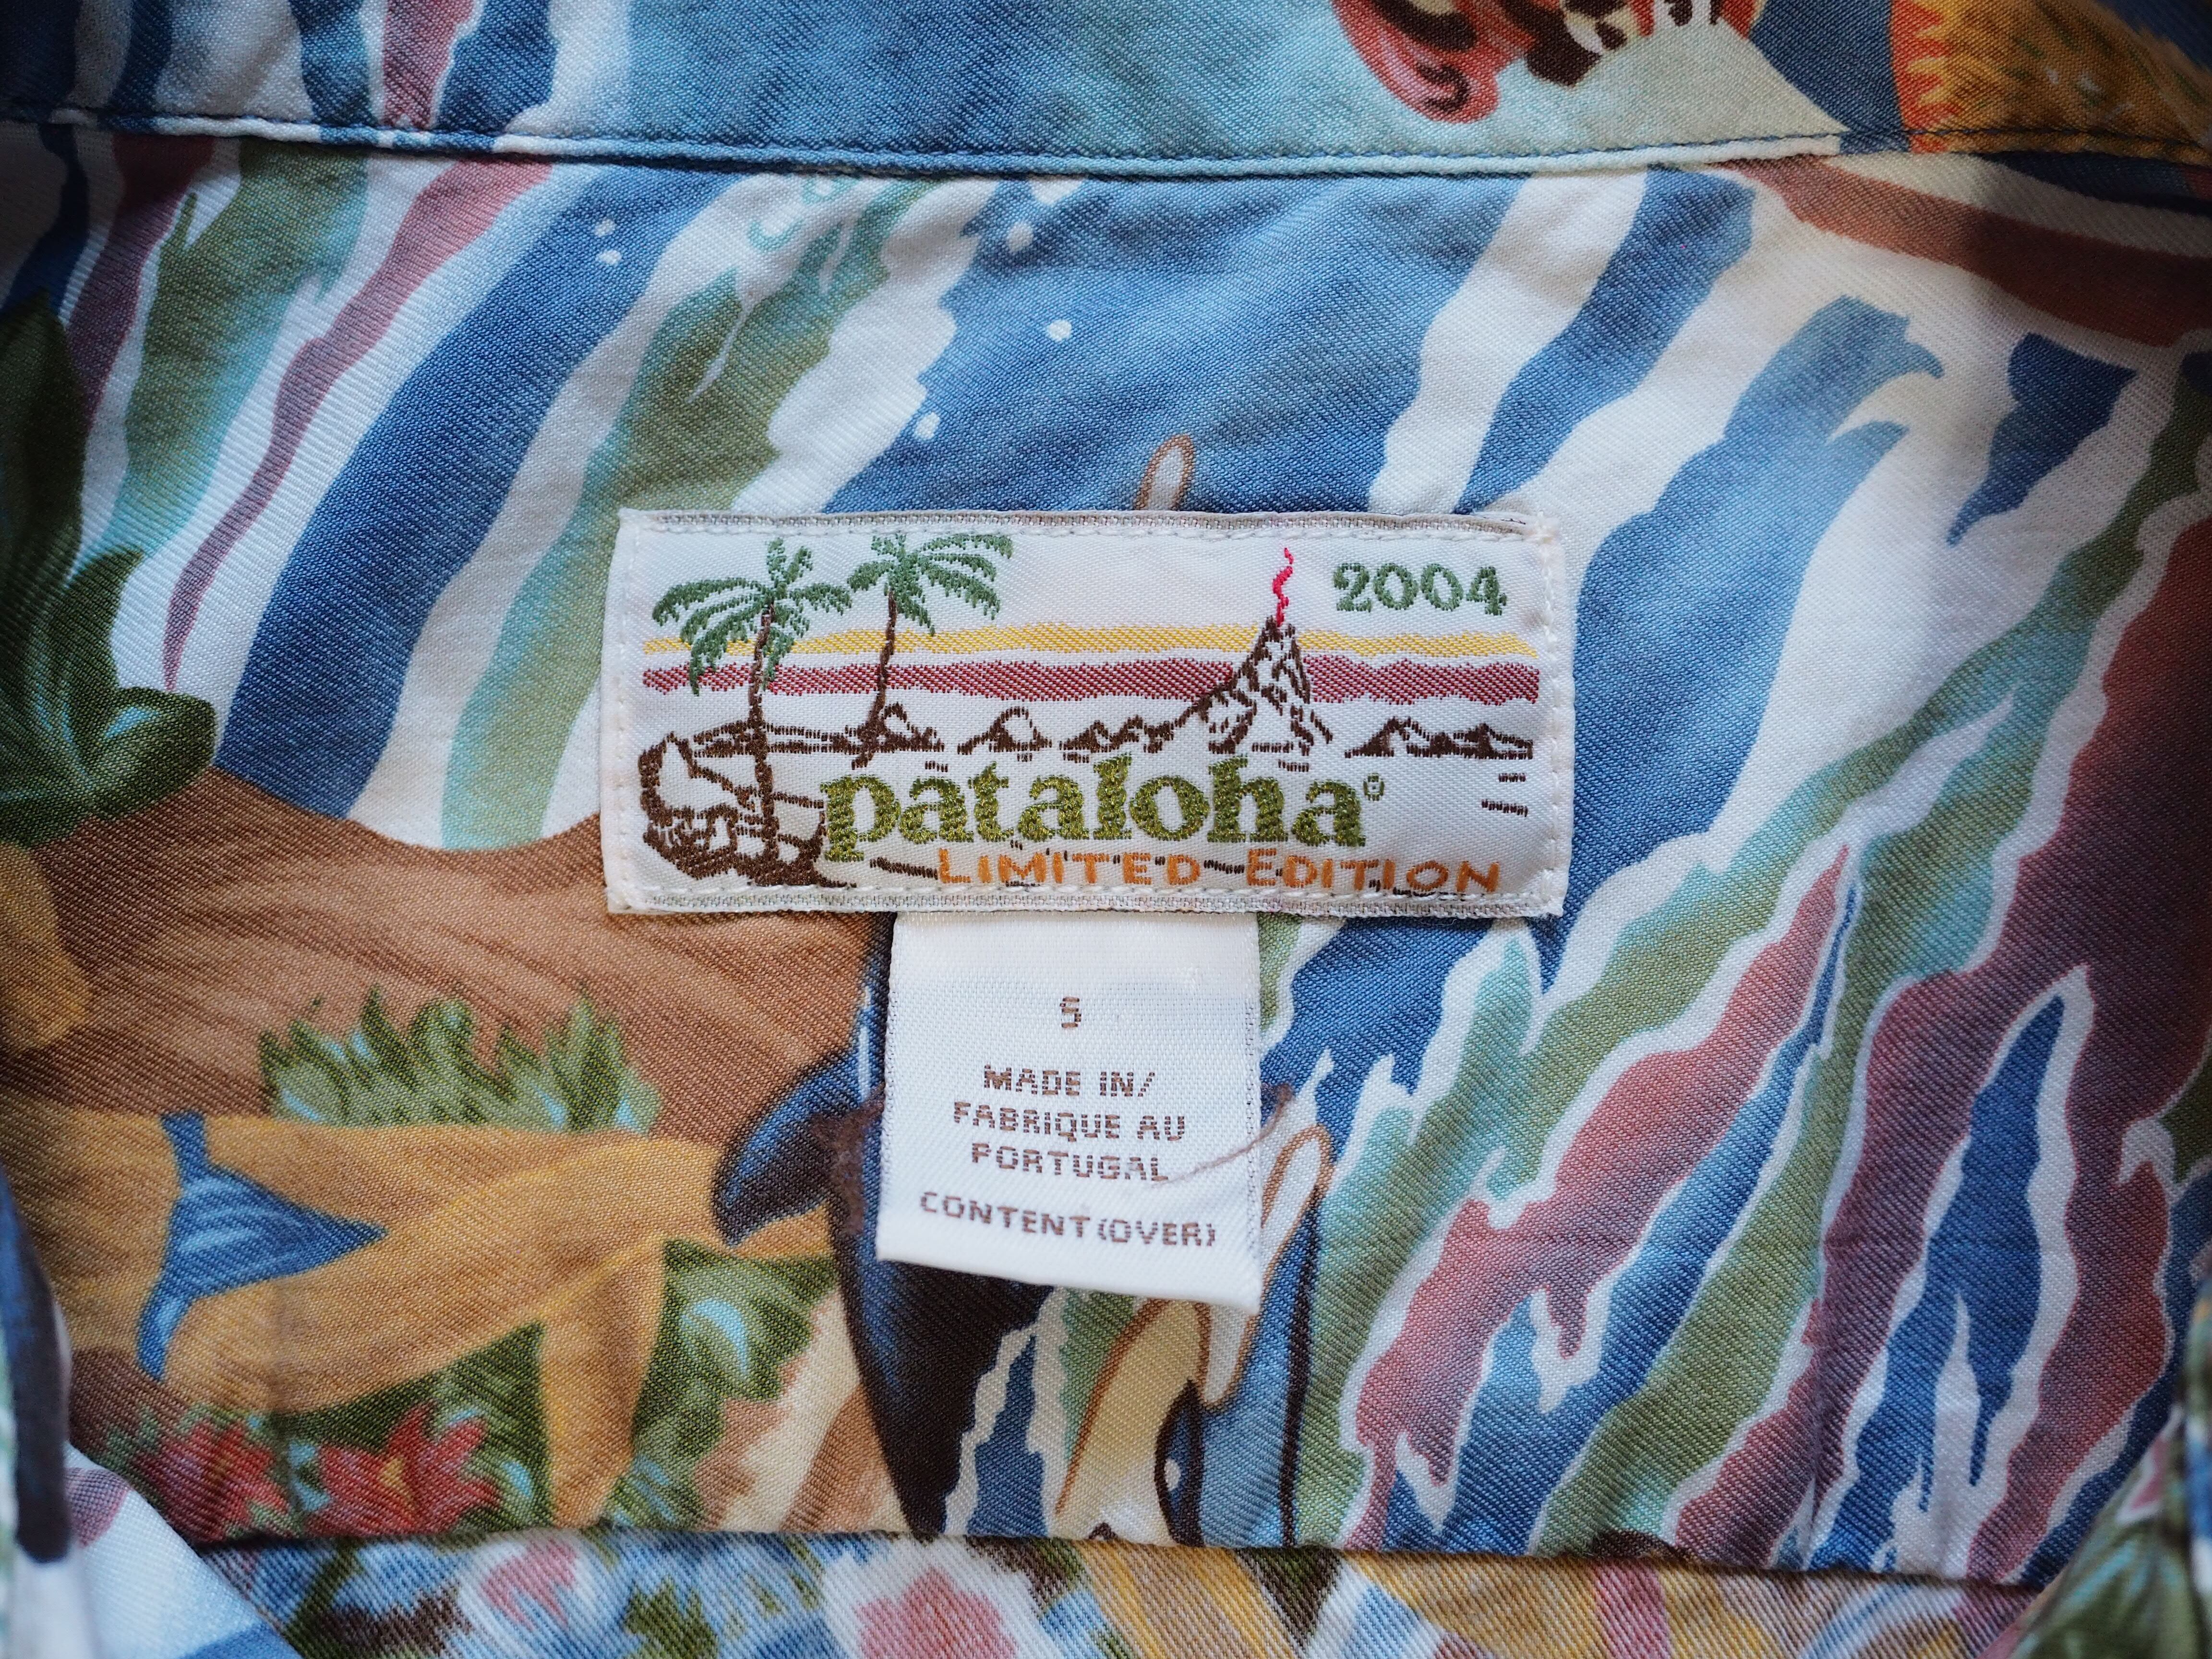 2004
pataloha®
LIMITED EDITION
S
MADE IN/
FABRIQUE AU
PORTUGAL
CONTENT(OVER)